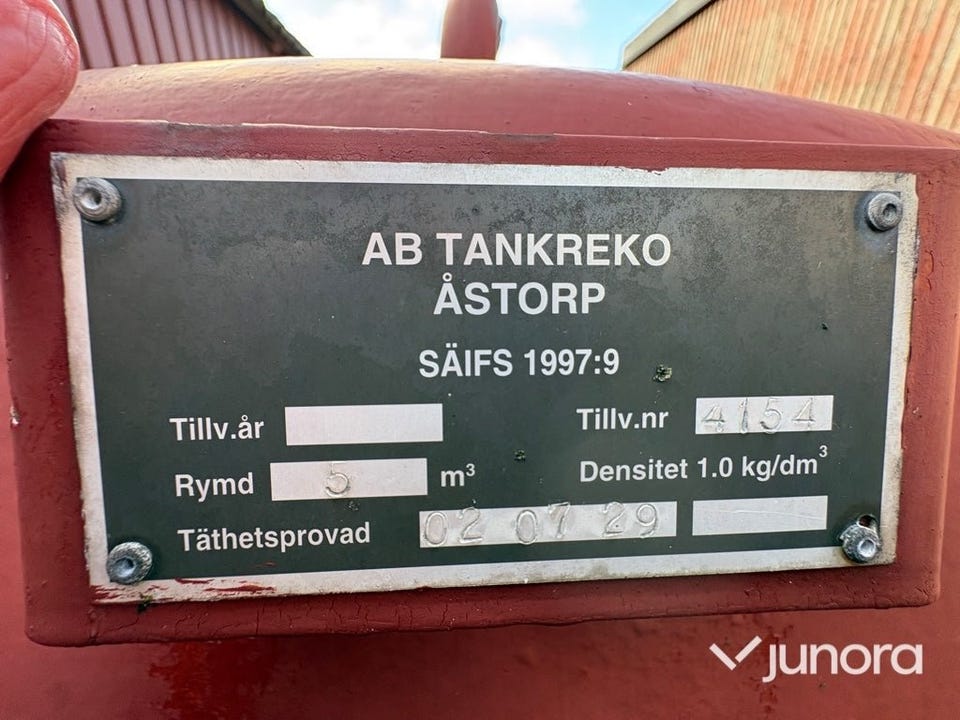 AB TANKREKO
ÅSTORP
SÄIFS 1997:9
Tillv.år
Tillv.nr 4154
Rymd 5 m³
Densitet 1.0 kg/dm³
Täthetsprovad 02 07 29
junora